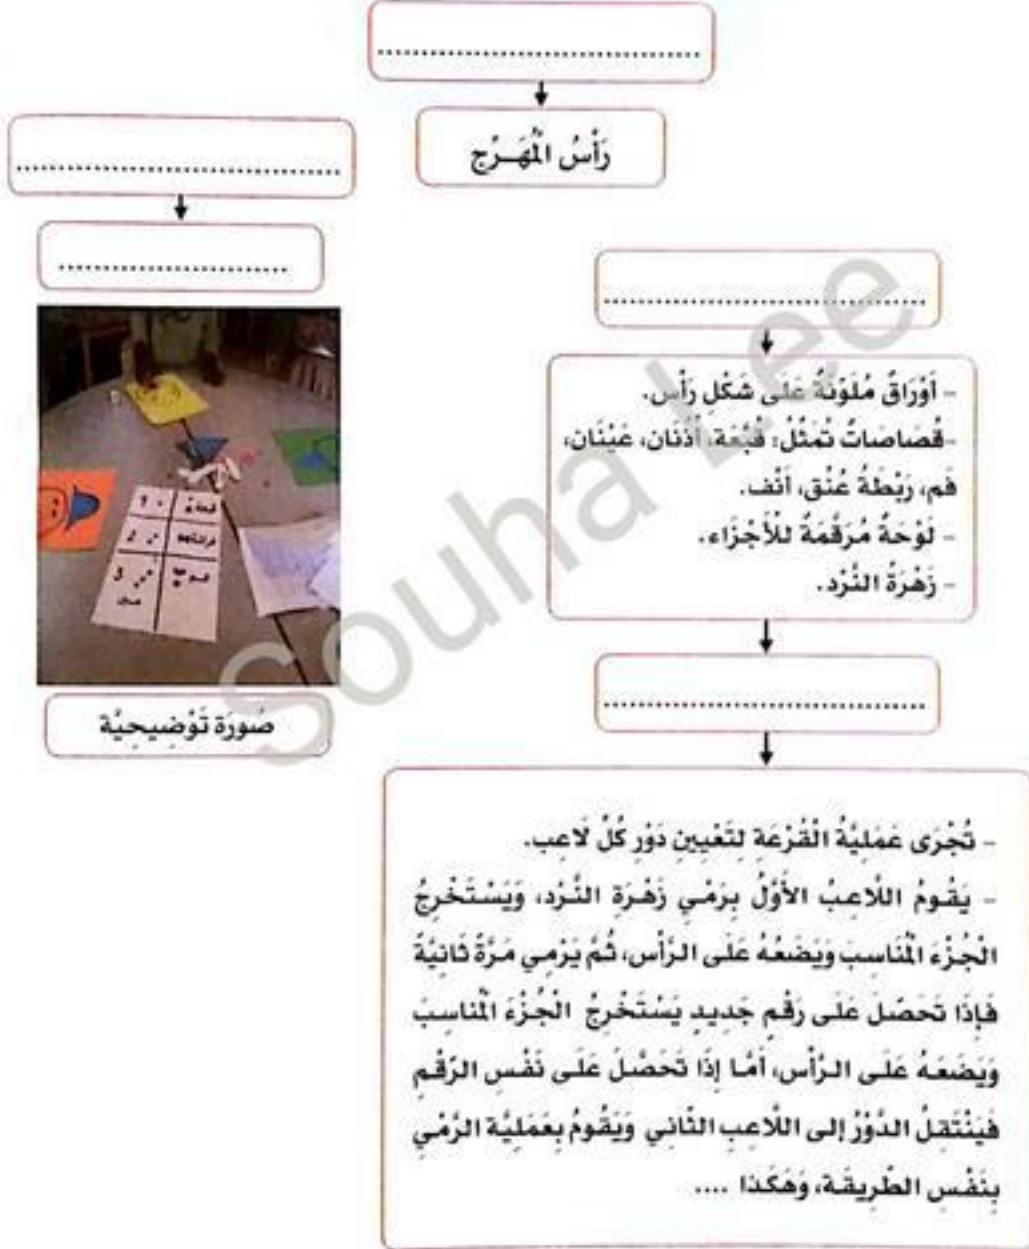 رَأْسُ الْمُهَـرِّجِ
- أَوْرَاقٌ مُلَوَّنَةٌ عَلَى شَكْلِ رَأْس.
-قُصَاصَاتٌ تُمَثِّلُ: قُبَّعَة، أُذُنَان، عَيْنَان،
فَم، رَبْطَةُ عُنُق، أَنْف.
- لَوْحَةٌ مُرَقَّمَةٌ لِلْأَجْزَاء.
- زَهْرَةُ النَّرْد.
صُورَة تَوْضِيحِيَّة
- تُجْرَى عَمَلِيَّةُ الْقُرْعَةِ لِتَعْيِينِ دَوْرِ كُلِّ لَاعِب.
- يَقُومُ اللَّاعِبُ الأَوَّلُ بِرَمْيِ زَهْرَةِ النَّرْد، وَيَسْتَخْرِجُ
الْجُزْءَ الْمُنَاسِبَ وَيَضَعُهُ عَلَى الرَّأْس، ثُمَّ يَرْمِي مَرَّةً ثَانِيَّةً
فَإِذَا تَحَصَّلَ عَلَى رَقْمٍ جَدِيدٍ يَسْتَخْرِجُ الْجُزْءَ الْمُنَاسِبَ
وَيَضَعَهُ عَلَى الرَّأْس، أَمَّا إِذَا تَحَصَّلَ عَلَى نَفْسِ الرَّقْمِ
فَيَنْتَقِلُ الدَّوْرُ إِلَى اللَّاعِبِ الثَّانِي وَيَقُومُ بِعَمَلِيَّةِ الرَّمْيِ
بِنَفْسِ الطَّرِيقَة، وَهَكَذَا ....
Souha Lee